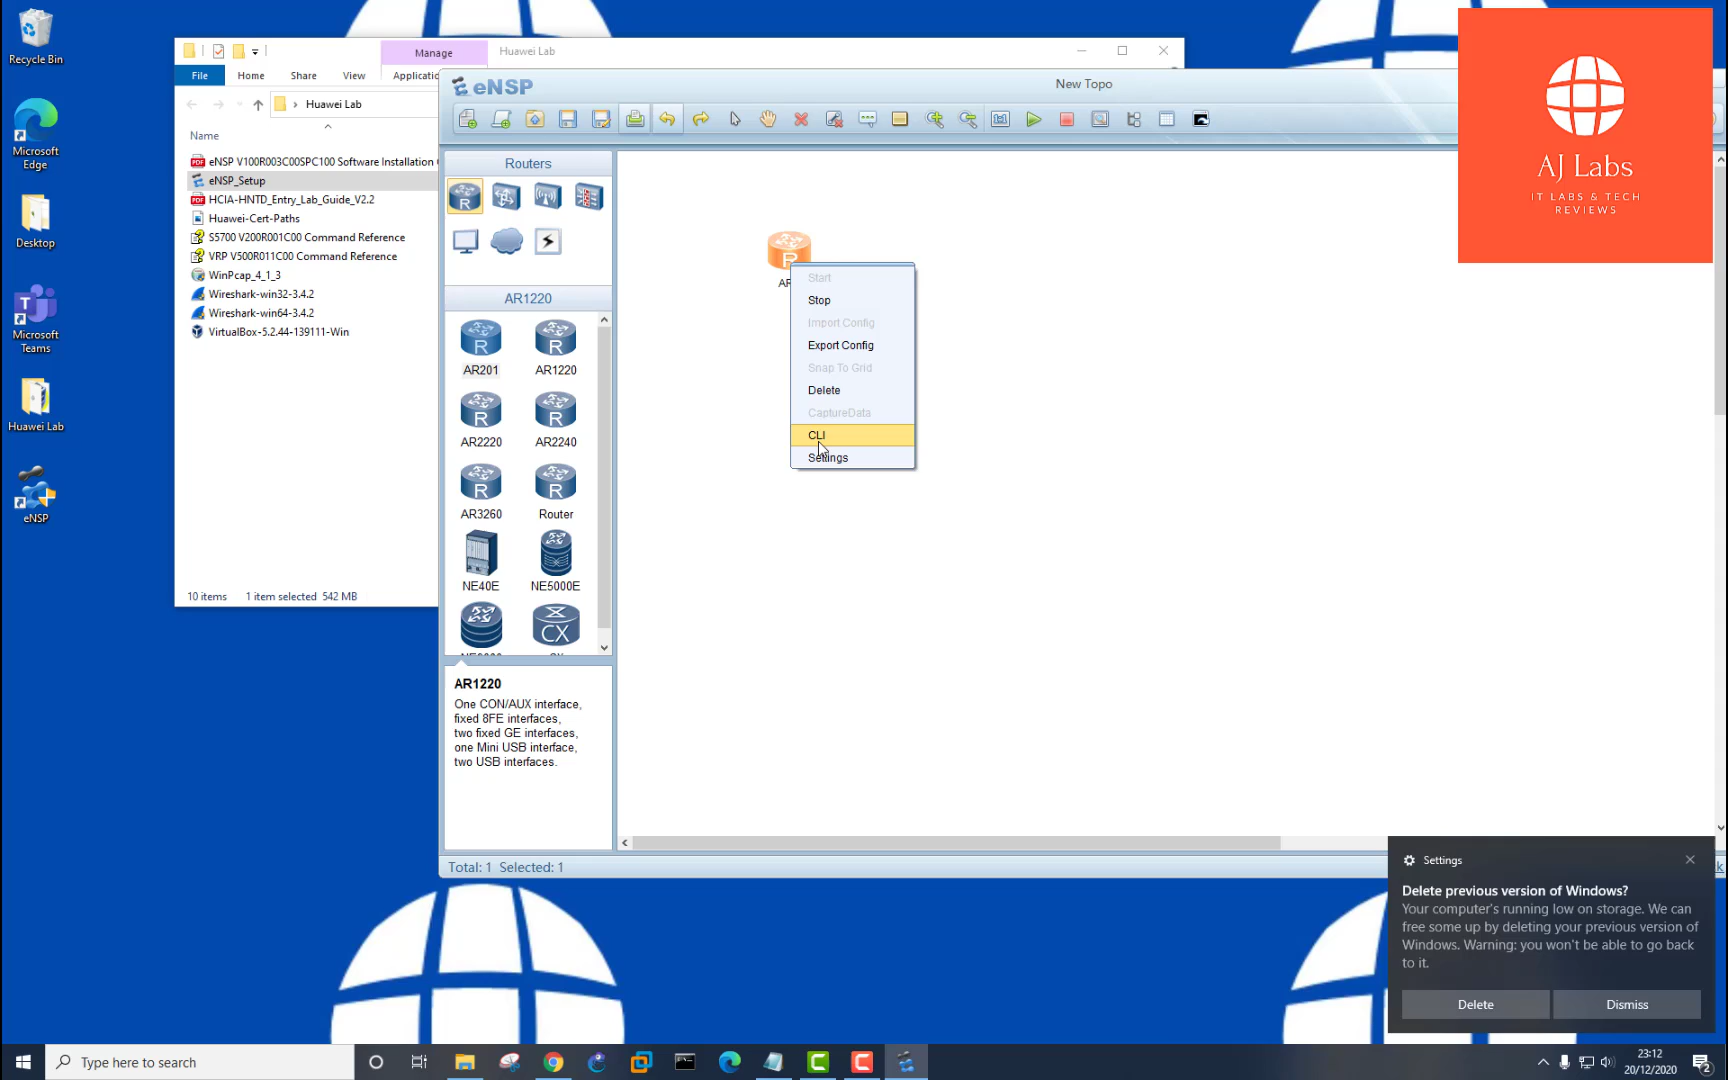 Recycle Bin
Microsoft
Edge
Desktop
Microsoft
Teams
Huawei Lab
eNSP
Manage
Huawei Lab
File
Home
Share
View
Huawei Lab
Name
eNSP V100R003C00SPC100 Software Installation
eNSP_Setup
HCIA-HNTD_Entry_Lab_Guide_V2.2
Huawei-Cert-Paths
S5700 V200R001C00 Command Reference
VRP V500R011C00 Command Reference
WinPcap_4_1_3
Wireshark-win32-3.4.2
Wireshark-win64-3.4.2
VirtualBox-5.2.44-139111-Win
10 items
1 item selected 542 MB
eNSP
New Topo
Routers
AR1220
AR201
AR1220
AR2220
AR2240
AR3260
Router
NE40E
NE5000E
CX
AR1220
One CON/AUX interface,
fixed 8FE interfaces,
two fixed GE interfaces,
one Mini USB interface,
two USB interfaces.
Total: 1 Selected: 1
Start
Stop
Import Config
Export Config
Snap To Grid
Delete
CaptureData
CLI
Settings
AJ Labs
IT LABS & TECH
REVIEWS
Settings
Delete previous version of Windows?
Your computer's running low on storage. We can
free some up by deleting your previous version of
Windows. Warning: you won't be able to go back
to it.
Delete
Dismiss
Type here to search
23:12
20/12/2020
2